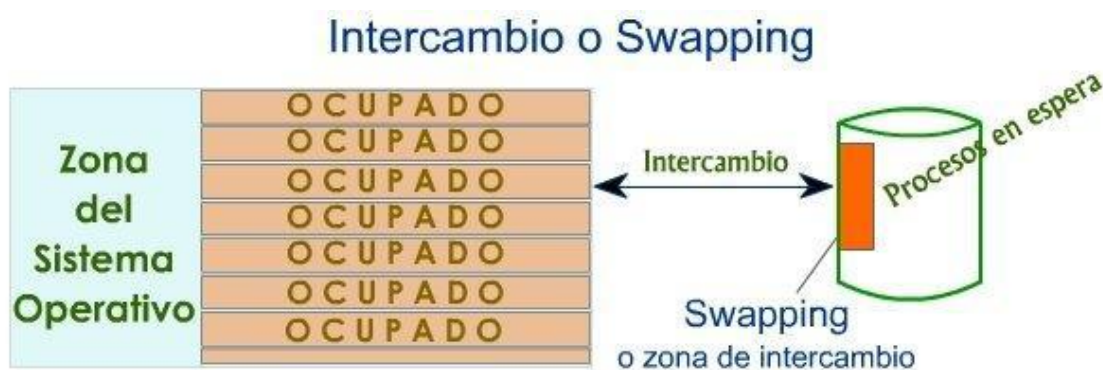 Intercambio o Swapping
Zona
del
Sistema
Operativo
OCUPADO
OCUPADO
OCUPADO
OCUPADO
OCUPADO
OCUPADO
OCUPADO
Intercambio
Procesos en espera
Swapping
o zona de intercambio